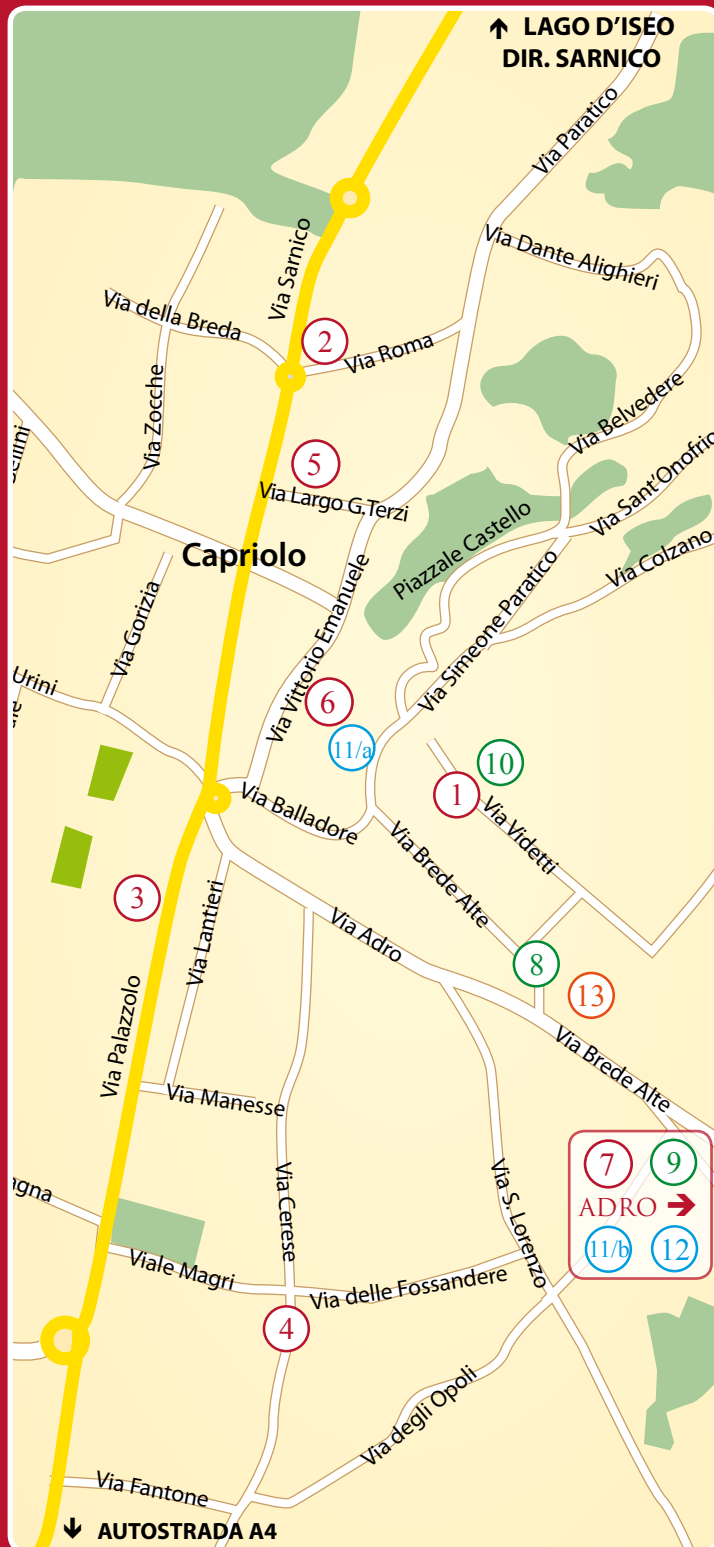 ↑ LAGO D'ISEO
DIR. SARNICO
Via Paratico
Via Sarnico
Via Dante Alighieri
Via della Breda
2
Via Roma
Via Zocche
Via Belvedere
5
Via Sant'Onofrio
Via Largo G.Terzi
Piazzale Castello
Via Colzano
Capriolo
Via Gorizia
Via Vittorio Emanuele
Via Simeone Paratico
Urini
6
11/a
10
1
Via Balladore
Via Videtti
Via Brede Alte
3
Via Lantieri
Via Adro
8
13
Via Palazzolo
Via Brede Alte
Via Manesse
7
9
ADRO ➔
11/b
12
agna
Via Cerese
Via S. Lorenzo
Viale Magri
Via delle Fossandere
4
Via degli Opoli
Via Fantone
↓ AUTOSTRADA A4